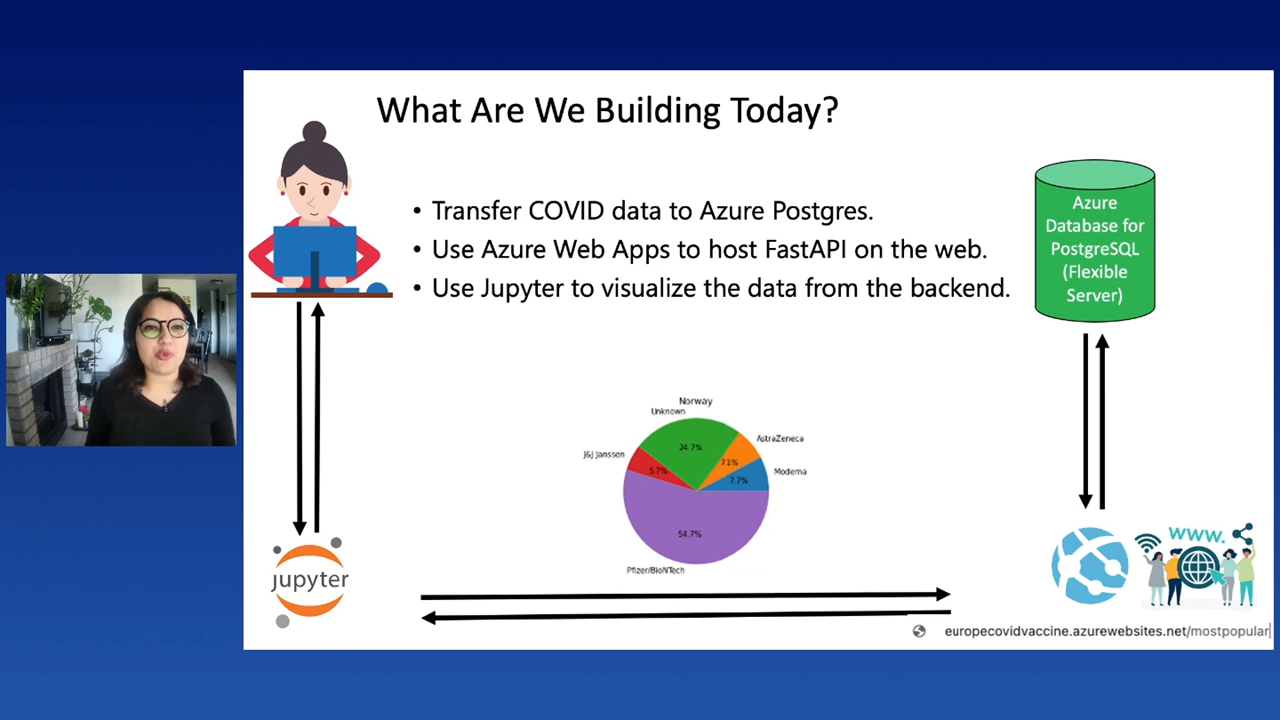 What Are We Building Today?
• Transfer COVID data to Azure Postgres.
• Use Azure Web Apps to host FastAPI on the web.
• Use Jupyter to visualize the data from the backend.
Azure
Database for
PostgreSQL
(Flexible
Server)
Norway
Unknown
AstraZeneca
24.7%
J&J Janssen
7.1%
5.7%
Moderna
7.7%
54.7%
Pfizer/BioNTech
jupyter
www.
europecovidvaccine.azurewebsites.net/mostpopular